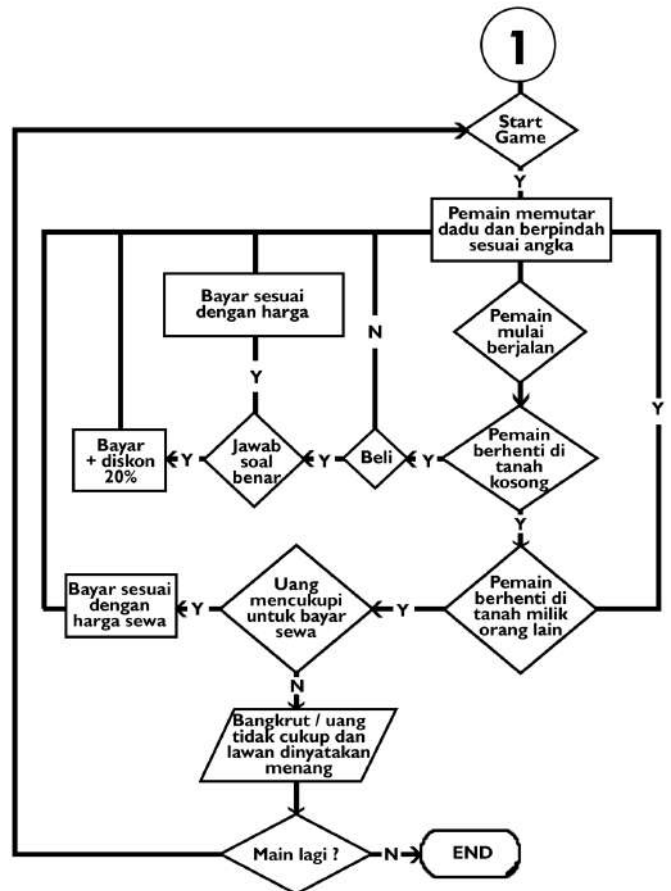 1
Start
Game
Y
Pemain memutar
dadu dan berpindah
sesuai angka
Bayar sesuai
dengan harga
N
Pemain
mulai
berjalan
Y
Y
Bayar
+ diskon
20%
Y
Jawab
soal
benar
Y
Beli
Y
Pemain
berhenti di
tanah
kosong
Y
Bayar sesuai
dengan
harga sewa
Y
Uang
mencukupi
untuk bayar
sewa
Y
Pemain
berhenti di
tanah milik
orang lain
N
Bangkrut / uang
tidak cukup dan
lawan dinyatakan
menang
Main lagi ?
N
END